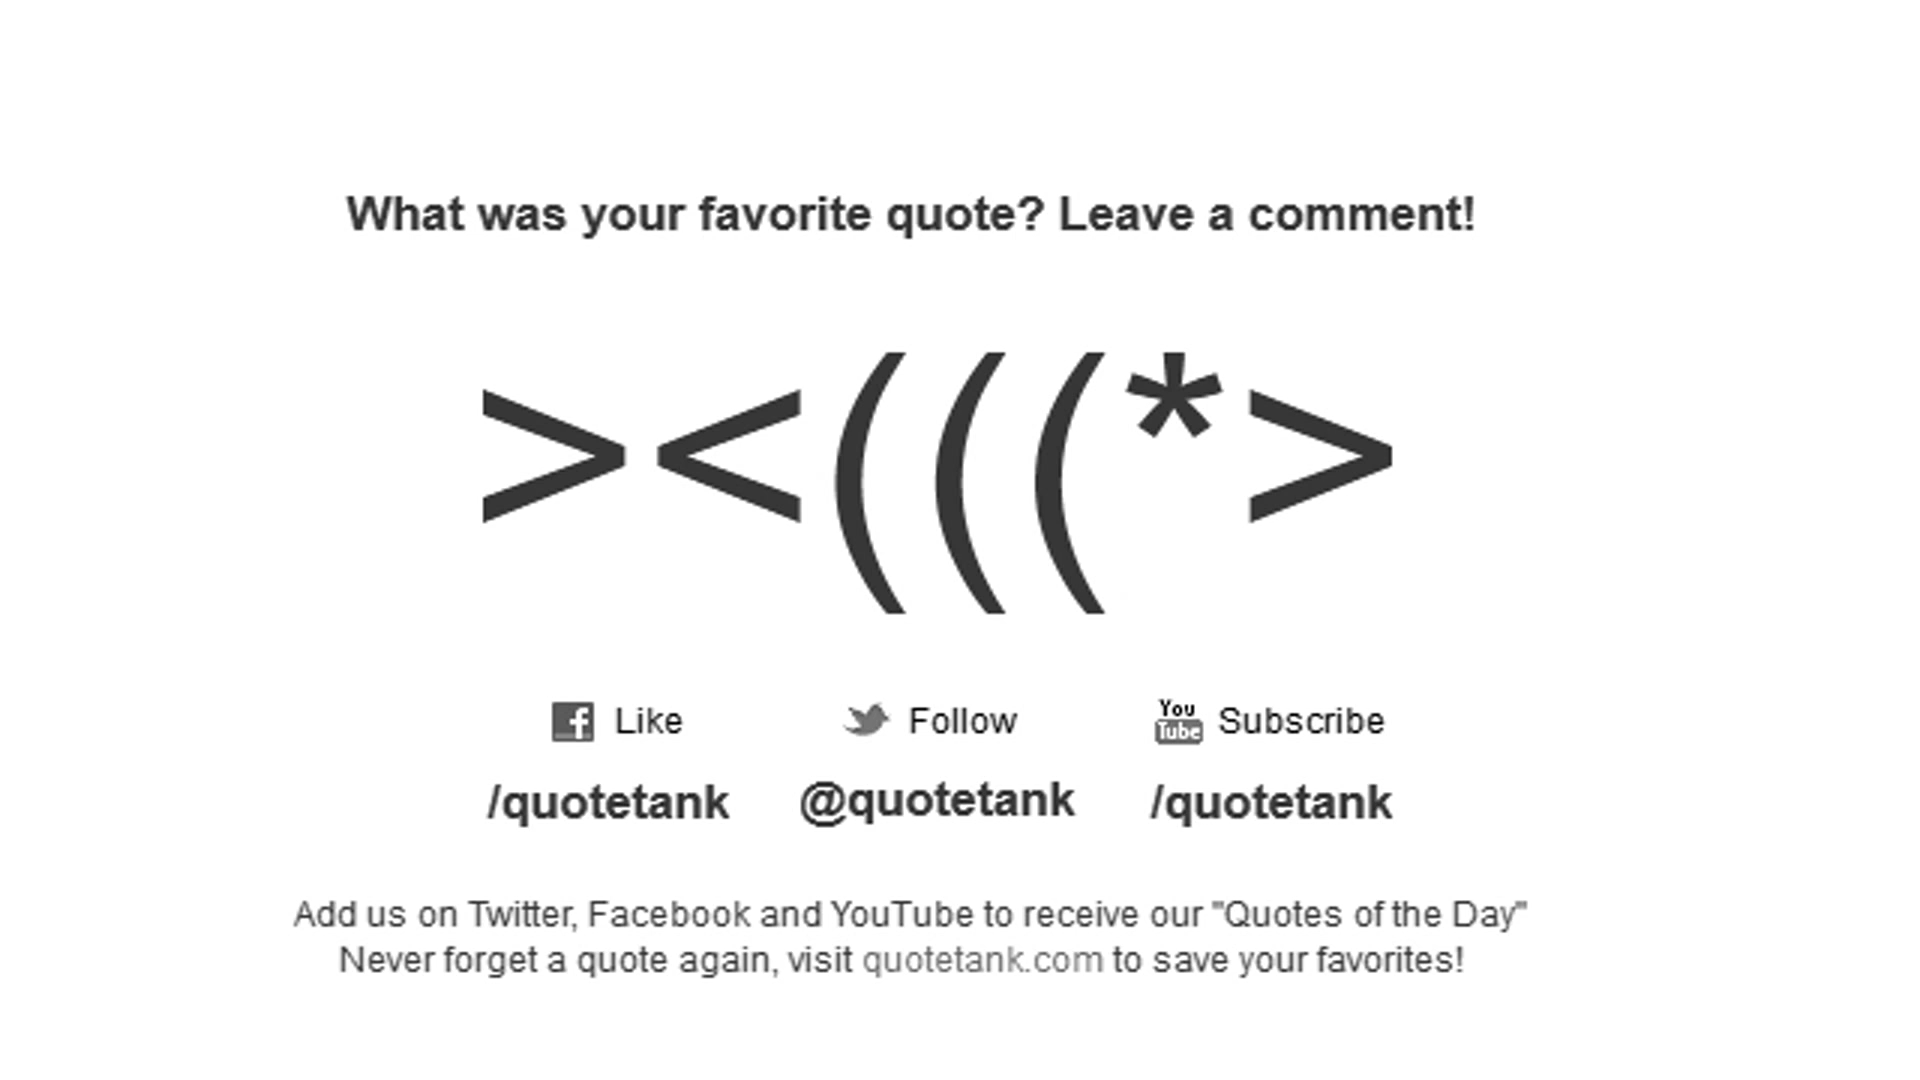 What was your favorite quote? Leave a comment!
><(((*>
f Like Follow You Tube Subscribe
/quotetank @quotetank /quotetank
Add us on Twitter, Facebook and YouTube to receive our "Quotes of the Day"
Never forget a quote again, visit quotetank.com to save your favorites!